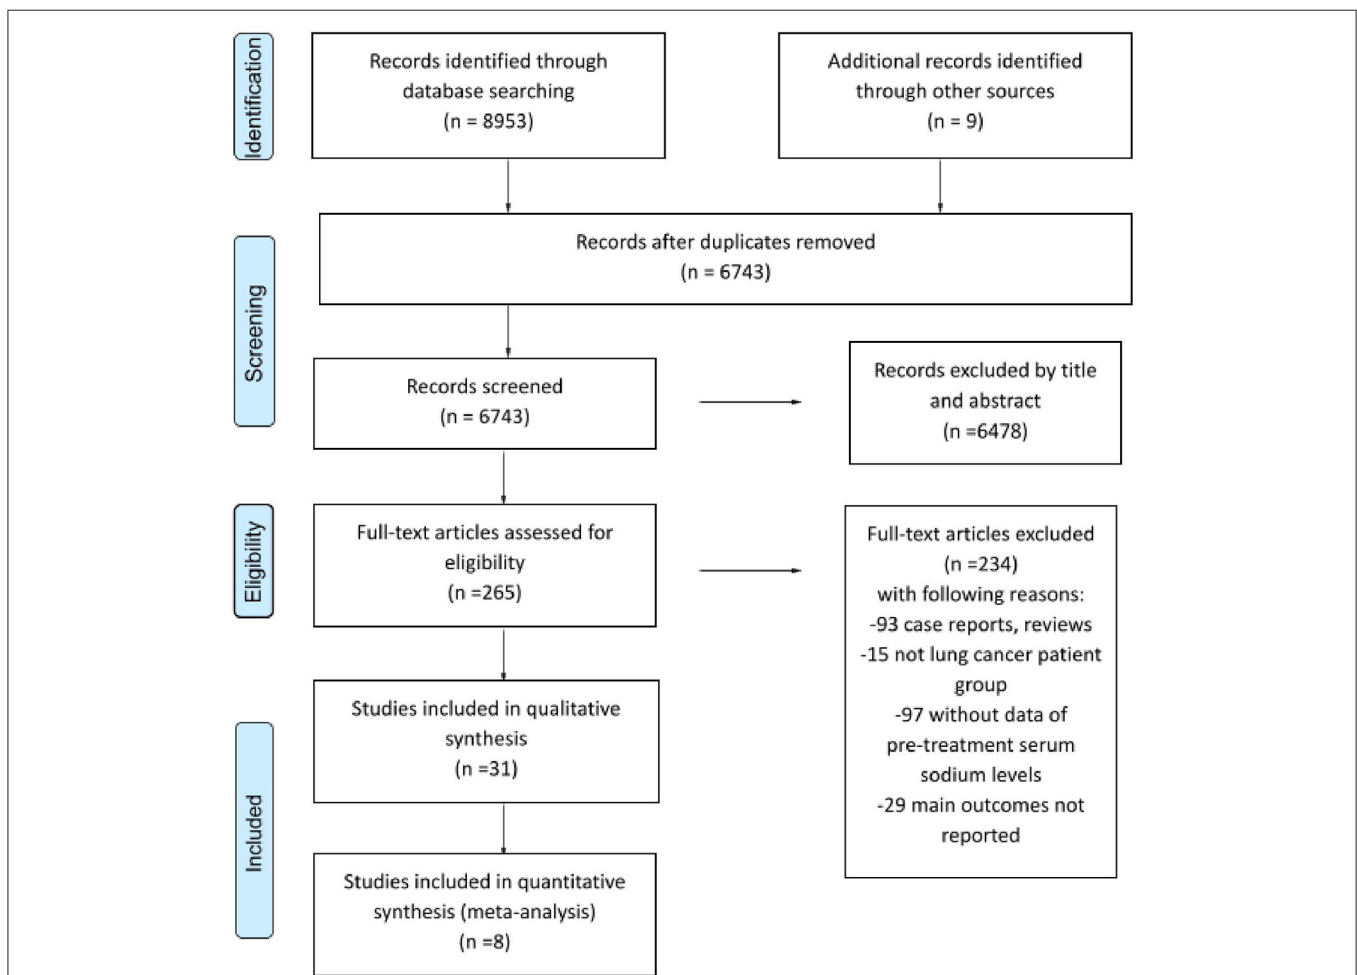 Identification
Records identified through
database searching
(n = 8953)
Additional records identified
through other sources
(n = 9)
Screening
Records after duplicates removed
(n = 6743)
Records screened
(n = 6743)
Records excluded by title
and abstract
(n =6478)
Eligibility
Full-text articles assessed for
eligibility
(n =265)
Full-text articles excluded
(n =234)
with following reasons:
-93 case reports, reviews
-15 not lung cancer patient
group
-97 without data of
pre-treatment serum
sodium levels
-29 main outcomes not
reported
Included
Studies included in qualitative
synthesis
(n =31)
Studies included in quantitative
synthesis (meta-analysis)
(n =8)